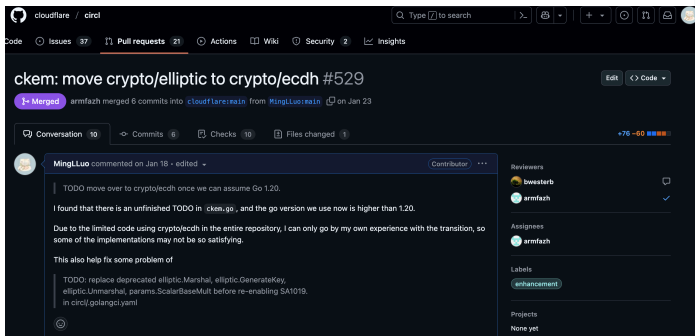 cloudflare / circl
Type / to search
Code Issues 37 Pull requests 21 Actions Wiki Security 2 Insights
ckem: move crypto/elliptic to crypto/ecdh #529
Edit <> Code
Merged armfazh merged 6 commits into cloudflare:main from MingLLuo:main on Jan 23
Conversation 10 Commits 6 Checks 10 Files changed 1 +76 −60
MingLLuo commented on Jan 18 • edited Contributor ...
TODO move over to crypto/ecdh once we can assume Go 1.20.
I found that there is an unfinished TODO in ckem.go, and the go version we use now is higher than 1.20.
Due to the limited code using crypto/ecdh in the entire repository, I can only go by my own experience with the transition, so
some of the implementations may not be so satisfying.
This also help fix some problem of
TODO: replace deprecated elliptic.Marshal, elliptic.GenerateKey,
elliptic.Unmarshal, params.ScalarBaseMult before re-enabling SA1019.
in circl/.golangci.yaml
Reviewers
bwesterb
armfazh
Assignees
armfazh
Labels
enhancement
Projects
None yet